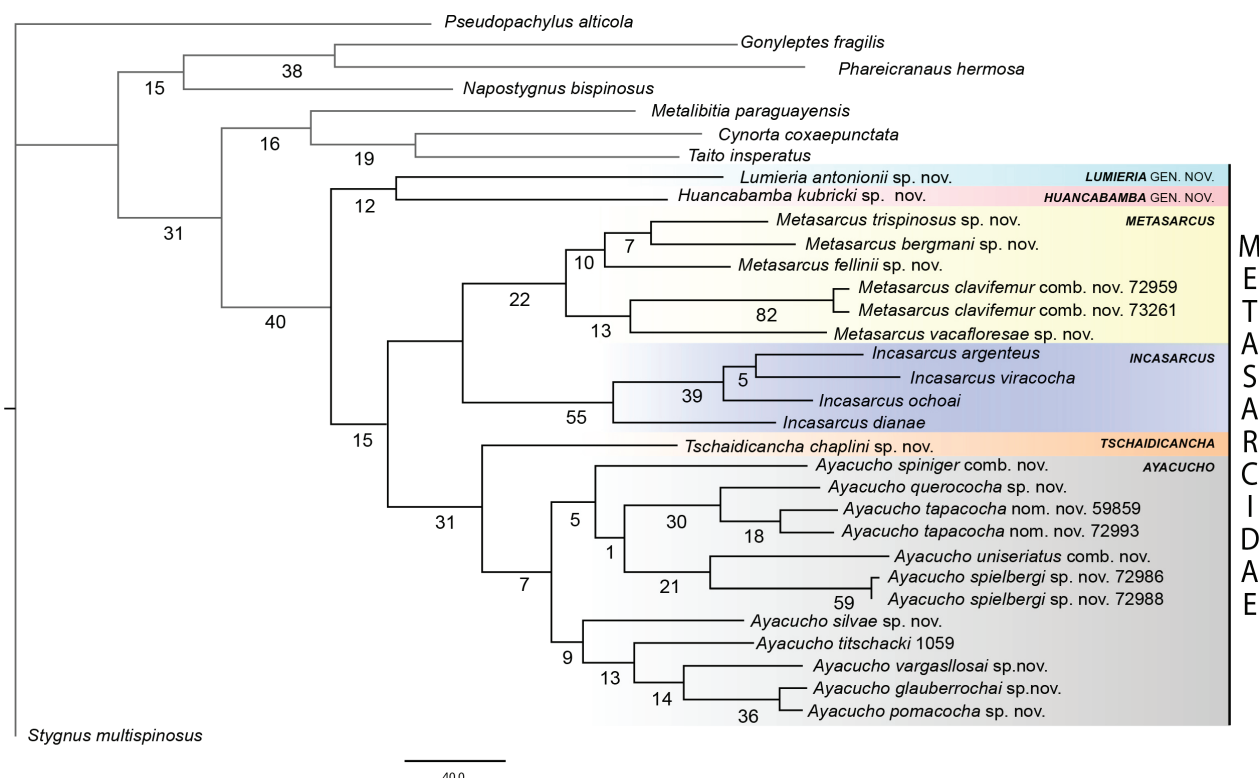 Pseudopachylus alticola
Gonyleptes fragilis
38
Phareicranaus hermosa
15
Napostygnus bispinosus
Metalibitia paraguayensis
16
Cynorta coxaepunctata
19
Taito insperatus
Lumieria antonionii sp. nov.
LUMIERIA GEN. NOV.
12
Huancabamba kubricki sp. nov.
HUANCABAMBA GEN. NOV.
31
Metasarcus trispinosus sp. nov.
METASARCUS
7
Metasarcus bergmani sp. nov.
10
Metasarcus fellinii sp. nov.
22
Metasarcus clavifemur comb. nov. 72959
82
Metasarcus clavifemur comb. nov. 73261
40
13
Metasarcus vacafloresae sp. nov.
Incasarcus argenteus
INCASARCUS
5
Incasarcus viracocha
39
Incasarcus ochoai
55
Incasarcus dianae
15
Tschaidicancha chaplini sp. nov.
TSCHAIDICANCHA
Ayacucho spiniger comb. nov.
AYACUCHO
31
Ayacucho querococha sp. nov.
5
30
Ayacucho tapacocha nom. nov. 59859
18
Ayacucho tapacocha nom. nov. 72993
1
Ayacucho uniseriatus comb. nov.
7
21
Ayacucho spielbergi sp. nov. 72986
59
Ayacucho spielbergi sp. nov. 72988
Ayacucho silvae sp. nov.
9
Ayacucho titschacki 1059
13
Ayacucho vargasllosai sp.nov.
14
Ayacucho glauberrochai sp.nov.
36
Ayacucho pomacocha sp. nov.
METASARCIDAE
Stygnus multispinosus
40.0